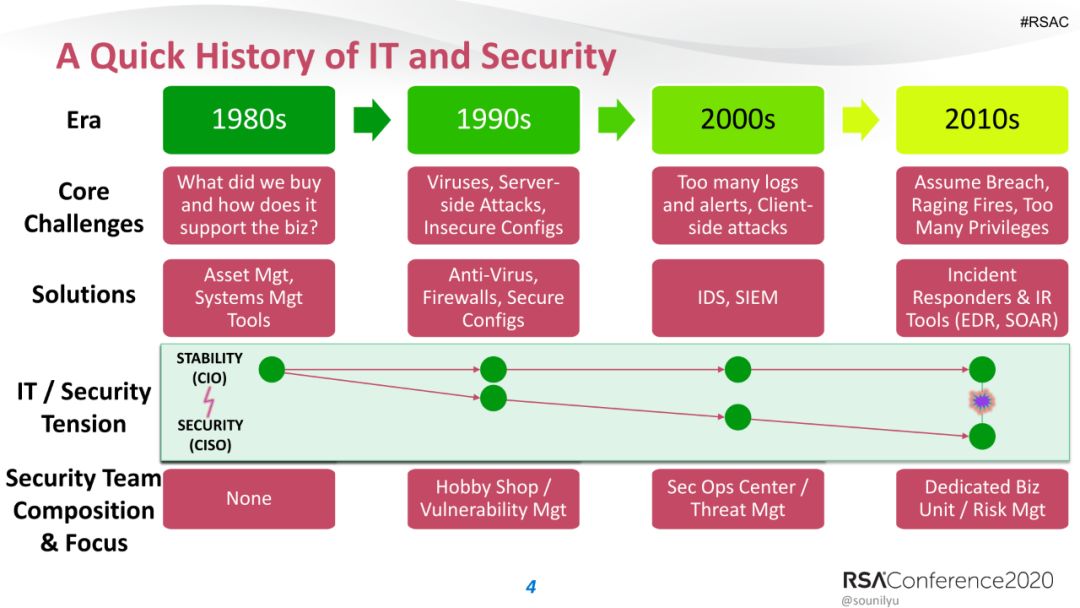 #RSAC
A Quick History of IT and Security
Era
1980s
1990s
2000s
2010s
Core
Challenges
What did we buy
and how does it
support the biz?
Viruses, Server-
side Attacks,
Insecure Configs
Too many logs
and alerts, Client-
side attacks
Assume Breach,
Raging Fires, Too
Many Privileges
Solutions
Asset Mgt,
Systems Mgt
Tools
Anti-Virus,
Firewalls, Secure
Configs
IDS, SIEM
Incident
Responders & IR
Tools (EDR, SOAR)
IT / Security
Tension
STABILITY
(CIO)
SECURITY
(CISO)
Security Team
Composition
& Focus
None
Hobby Shop /
Vulnerability Mgt
Sec Ops Center /
Threat Mgt
Dedicated Biz
Unit / Risk Mgt
4
RSAConference2020
@sounilyu